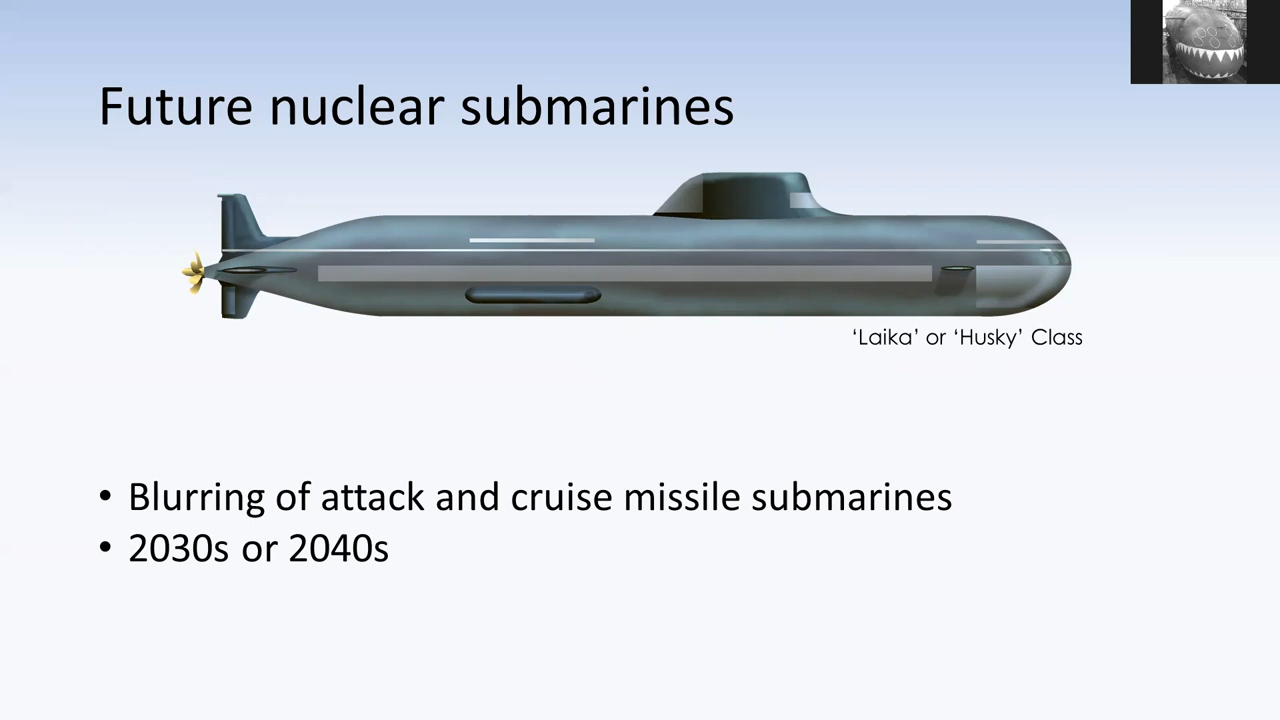 Future nuclear submarines
‘Laika’ or ‘Husky’ Class
• Blurring of attack and cruise missile submarines
• 2030s or 2040s